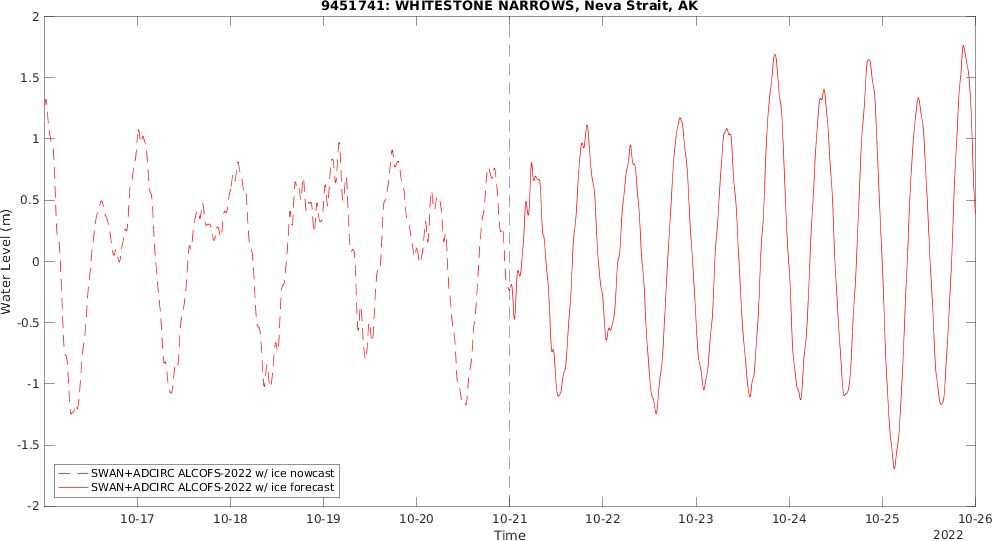 9451741: WHITESTONE NARROWS, Neva Strait, AK
Water Level (m)
2
1.5
1
0.5
0
-0.5
-1
-1.5
-2
SWAN+ADCIRC ALCOFS-2022 w/ ice nowcast
SWAN+ADCIRC ALCOFS-2022 w/ ice forecast
10-17 10-18 10-19 10-20 10-21 10-22 10-23 10-24 10-25 10-26
Time
2022